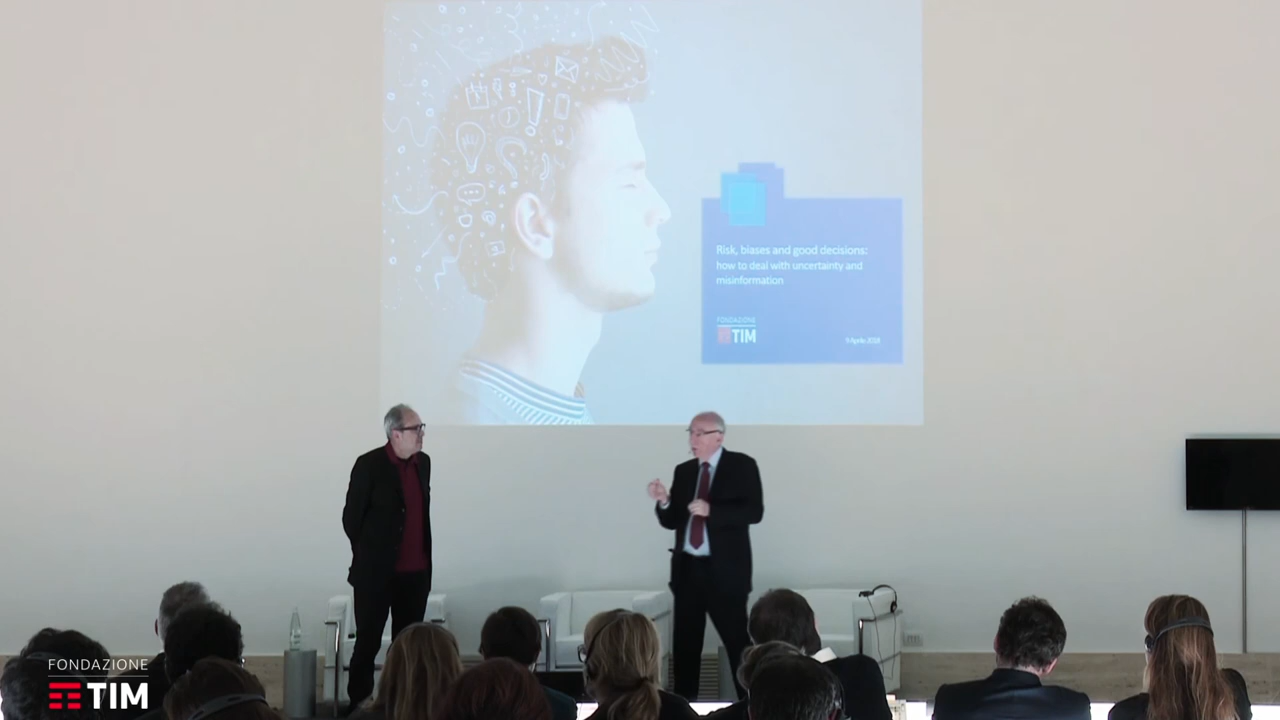 Risk, biases and good decisions:
how to deal with uncertainty and
misinformation
FONDAZIONE
TIM
9 Aprile 2018
FONDAZIONE
TIM